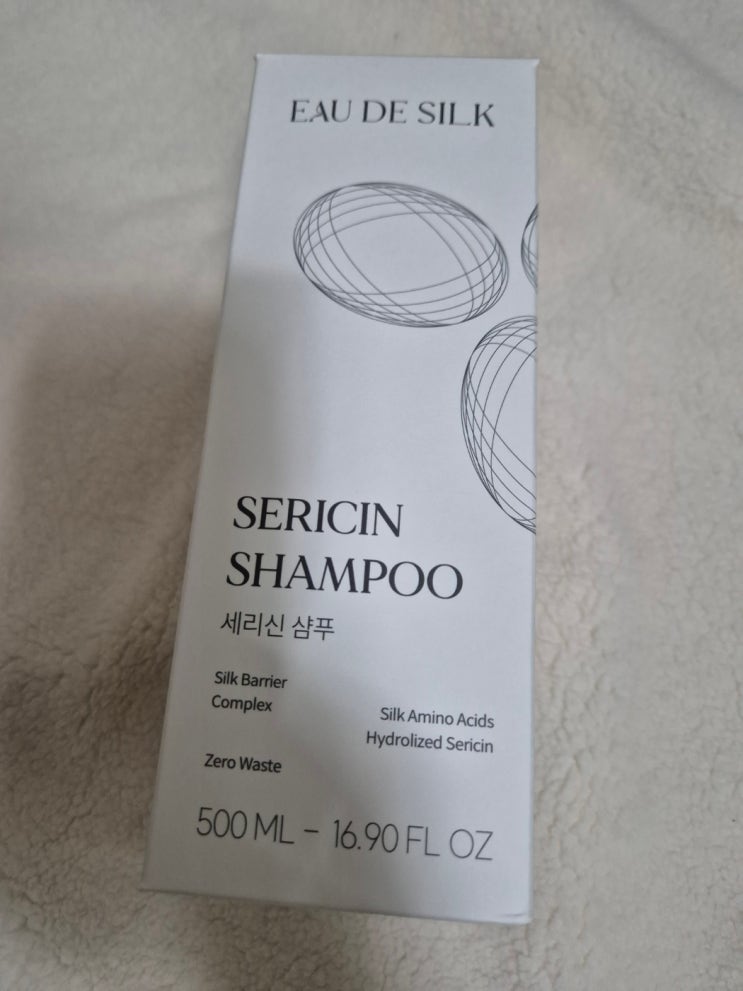 EAU DE SILK
SERICIN
SHAMPOO
세리신 샴푸
Silk Barrier
Complex
Silk Amino Acids
Hydrolized Sericin
Zero Waste
500 ML - 16.90 FL OZ